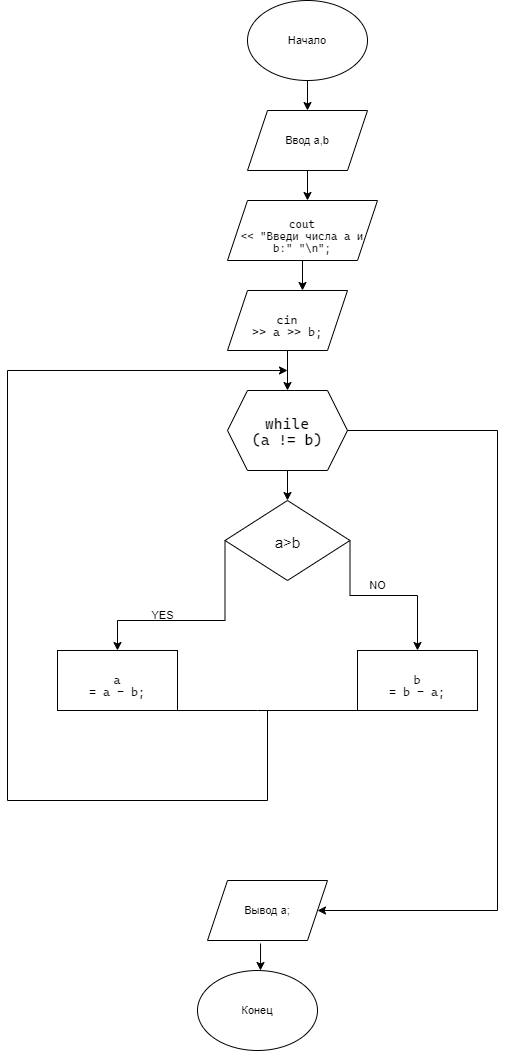 Начало
Ввод a,b
cout
<< "Введи числа a и
b:" "\n";
cin
>> a >> b;
while
(a != b)
a>b
YES
NO
a
= a − b;
b
= b − a;
Вывод a;
Конец